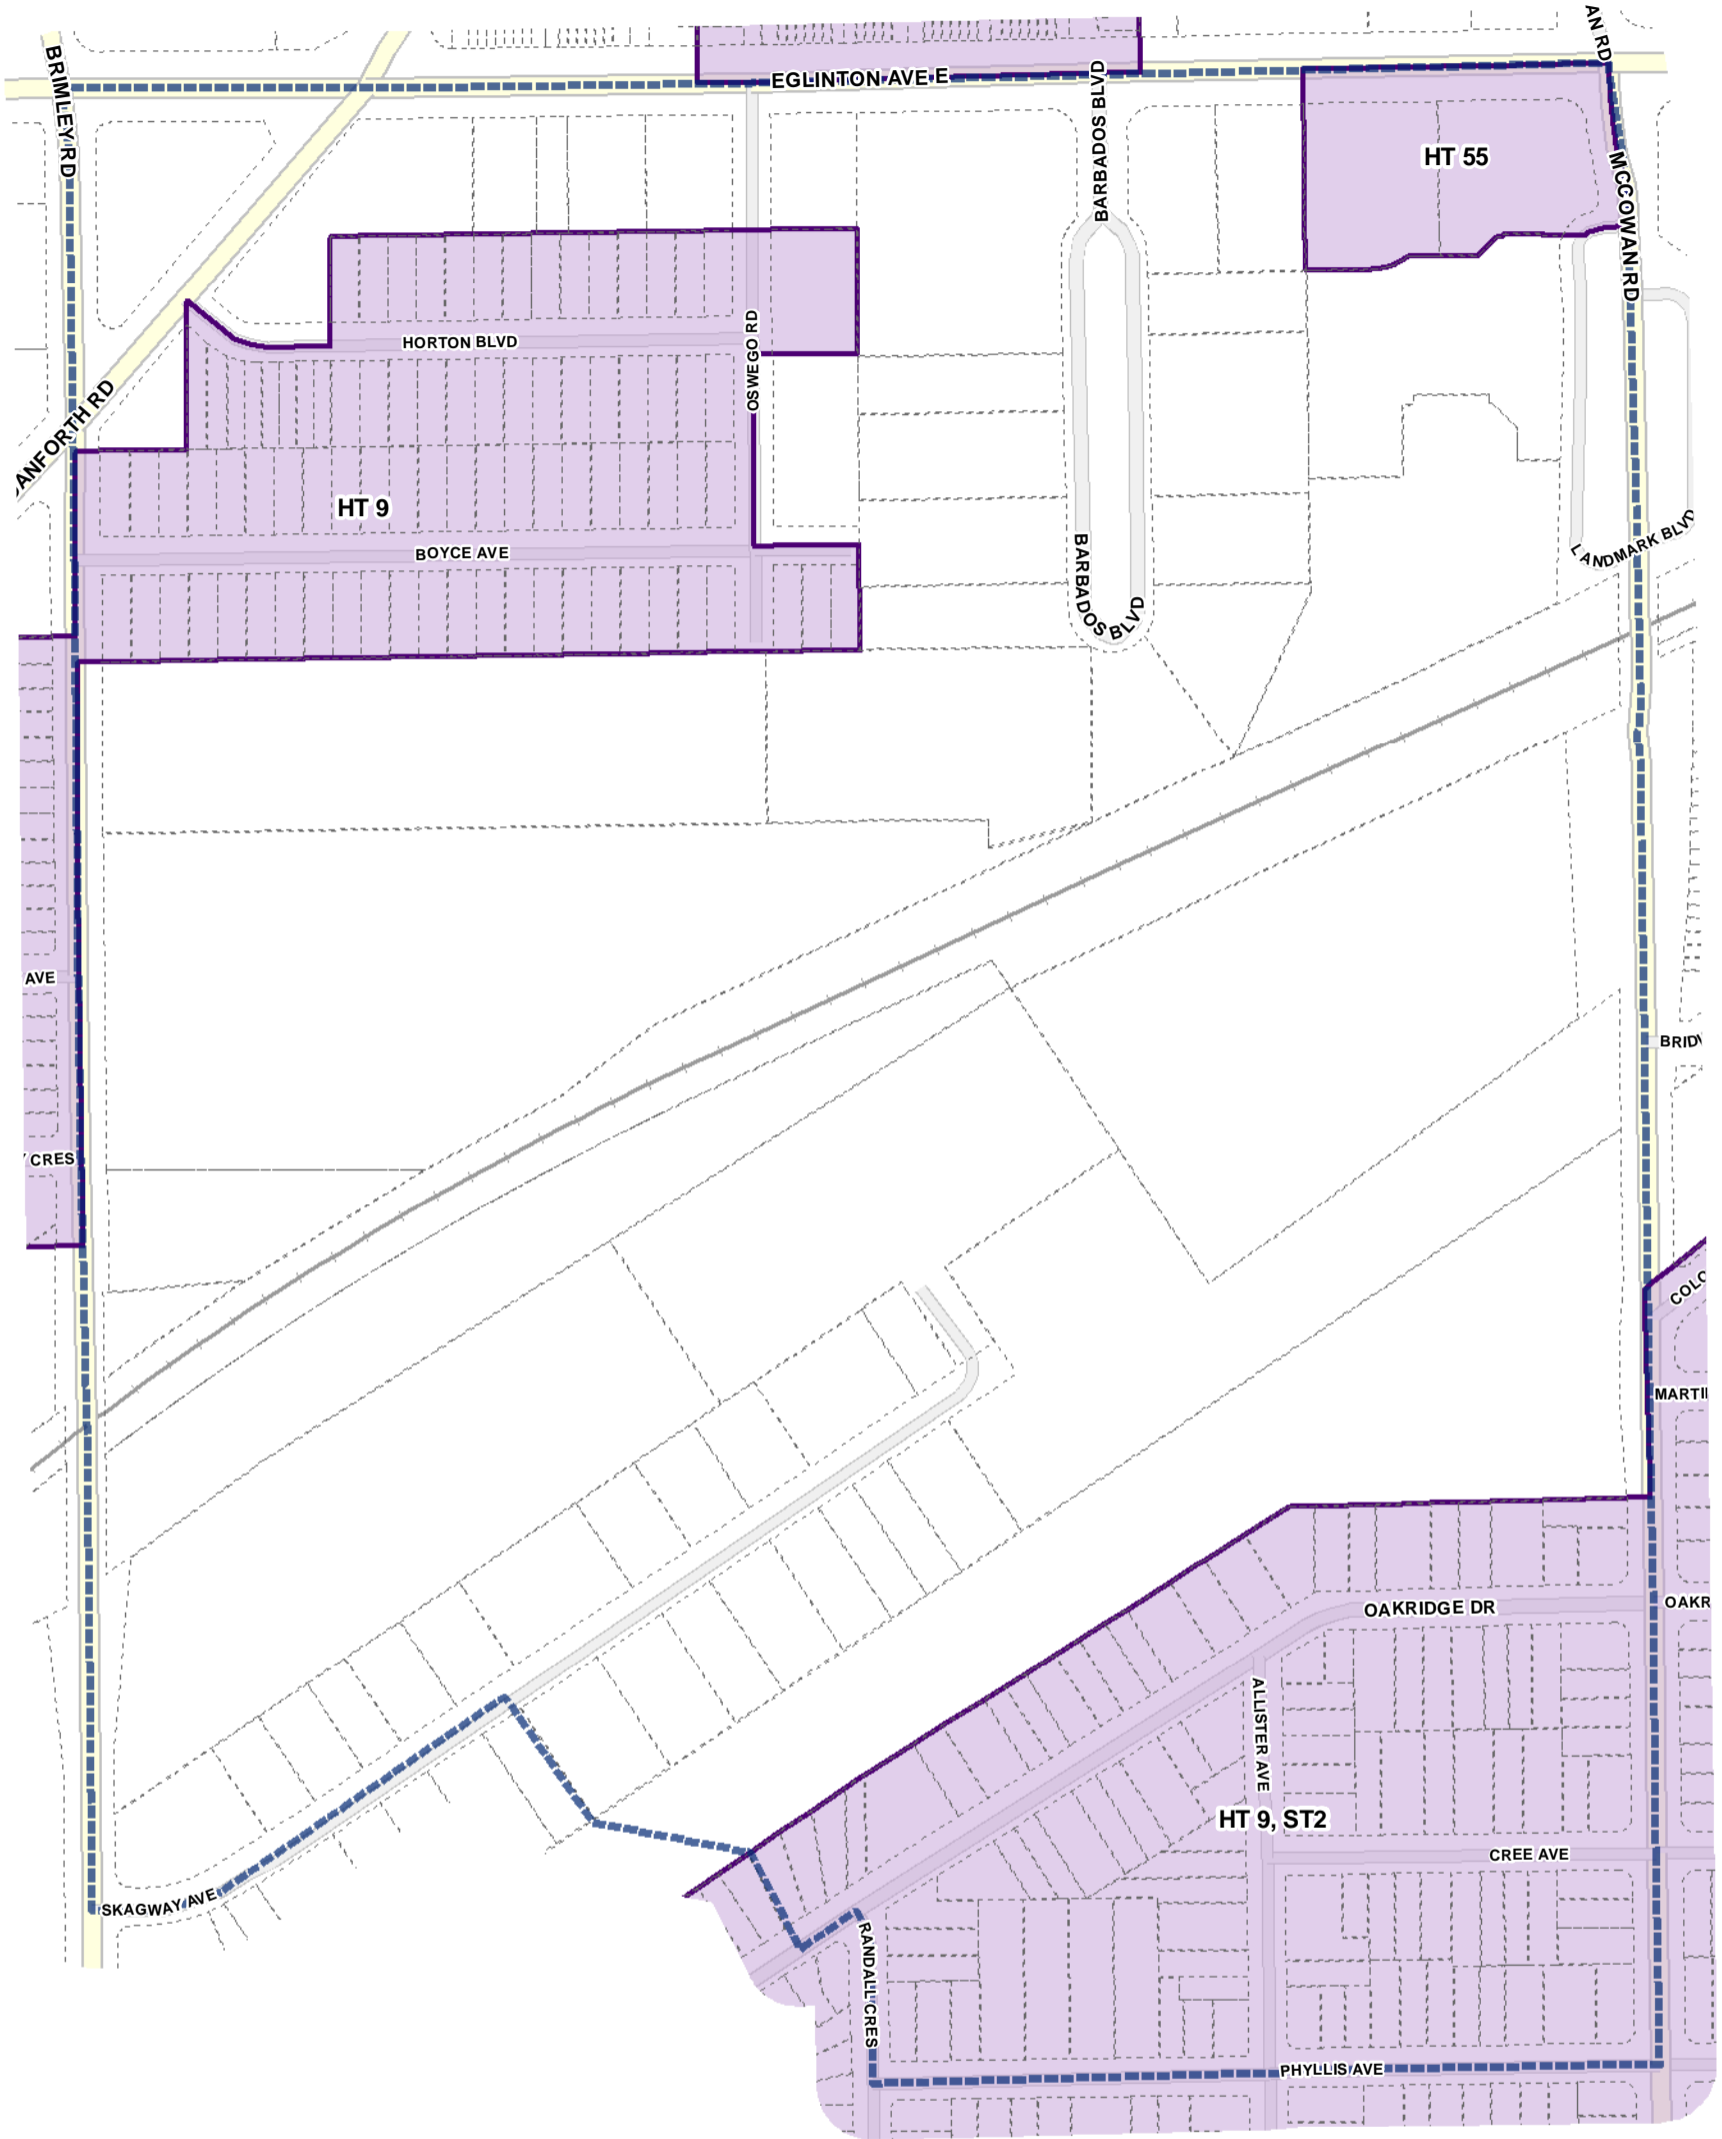 BRIMLEY RD
EGLINTON AVE E
BARBADOS BLVD
AN RD
HT 55
MCCOWAN RD
HORTON BLVD
OSWEGO RD
ANFORTH RD
HT 9
BOYCE AVE
BARBADOS BLVD
LANDMARK BLVD
AVE
BRID
CRES
COLO
MARTI
OAKRIDGE DR
OAKR
ALLISTER AVE
HT 9, ST2
CREE AVE
SKAGWAY AVE
RANDALL CRES
PHYLLIS AVE